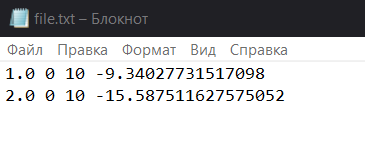 file.txt – Блокнот
Файл Правка Формат Вид Справка
1.0 0 10 -9.34027731517098
2.0 0 10 -15.587511627575052